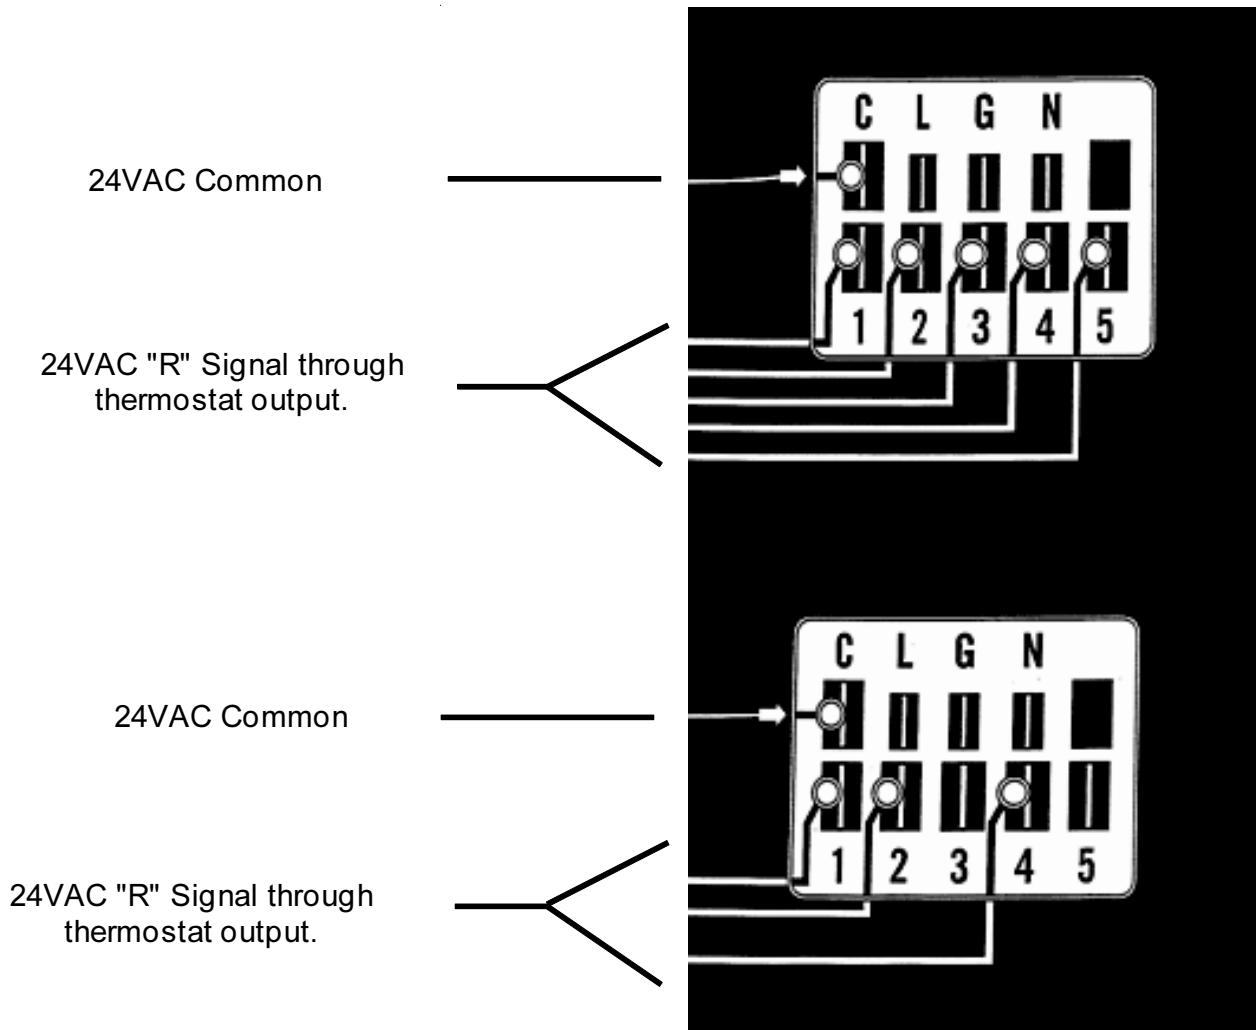 C L G N
24VAC Common
1 2 3 4 5
24VAC "R" Signal through
thermostat output.
C L G N
24VAC Common
1 2 3 4 5
24VAC "R" Signal through
thermostat output.